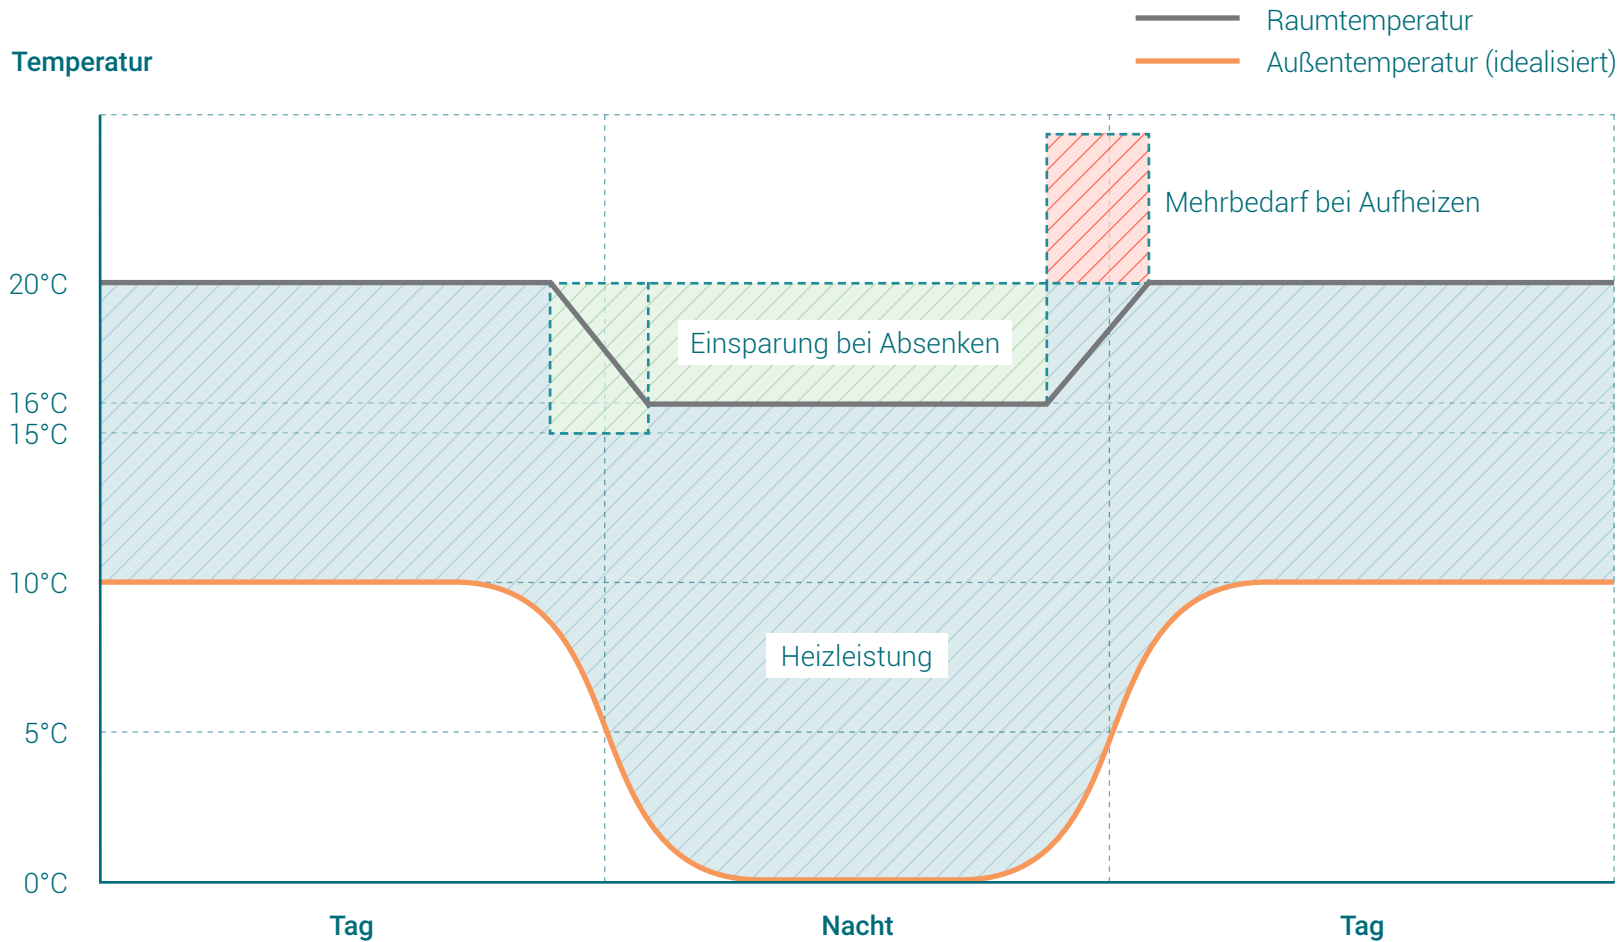 Raumtemperatur
Außentemperatur (idealisiert)
Temperatur
Mehrbedarf bei Aufheizen
20°C
Einsparung bei Absenken
16°C
15°C
10°C
Heizleistung
5°C
0°C
Tag
Nacht
Tag